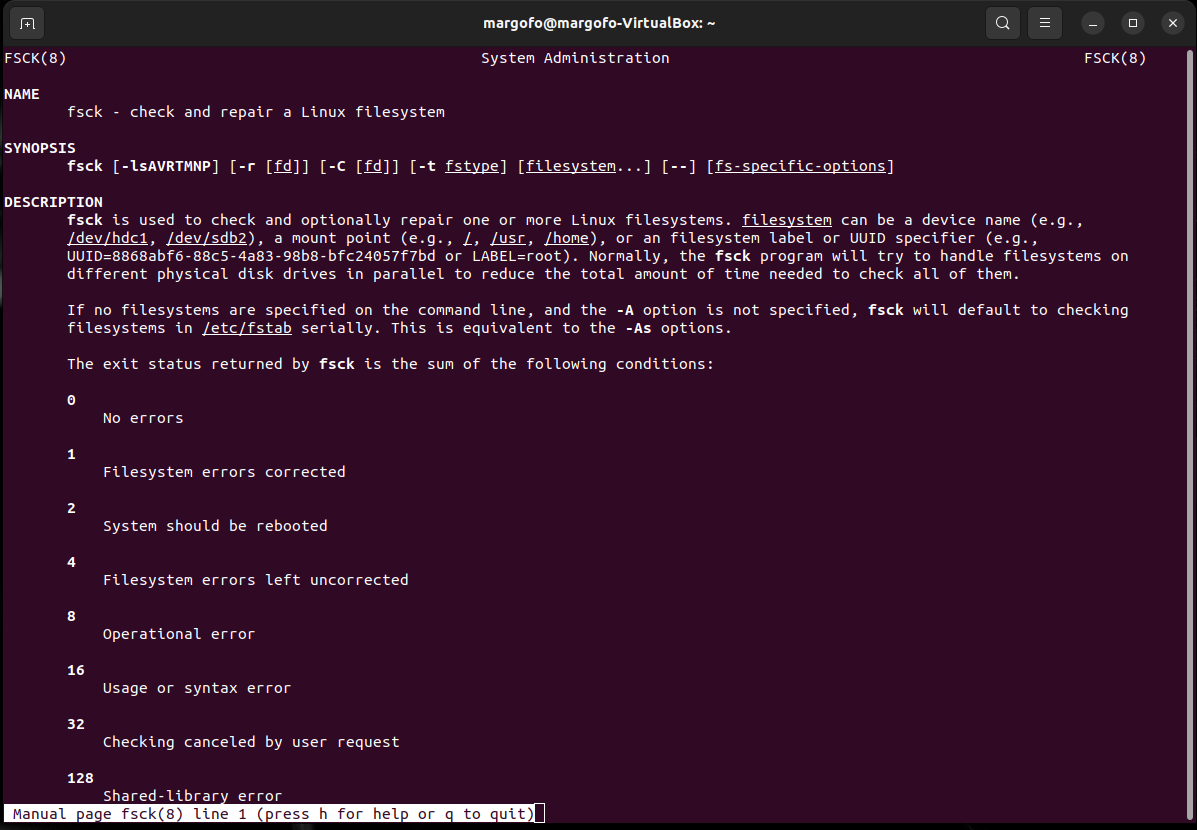 margofo@margofo-VirtualBox: ~
FSCK(8) System Administration FSCK(8)
NAME
fsck - check and repair a Linux filesystem
SYNOPSIS
fsck [-lsAVRTMNP] [-r [fd]] [-C [fd]] [-t fstype] [filesystem...] [--] [fs-specific-options]
DESCRIPTION
fsck is used to check and optionally repair one or more Linux filesystems. filesystem can be a device name (e.g.,
/dev/hdc1, /dev/sdb2), a mount point (e.g., /, /usr, /home), or an filesystem label or UUID specifier (e.g.,
UUID=8868abf6-88c5-4a83-98b8-bfc24057f7bd or LABEL=root). Normally, the fsck program will try to handle filesystems on
different physical disk drives in parallel to reduce the total amount of time needed to check all of them.
If no filesystems are specified on the command line, and the -A option is not specified, fsck will default to checking
filesystems in /etc/fstab serially. This is equivalent to the -As options.
The exit status returned by fsck is the sum of the following conditions:
0
No errors
1
Filesystem errors corrected
2
System should be rebooted
4
Filesystem errors left uncorrected
8
Operational error
16
Usage or syntax error
32
Checking canceled by user request
128
Shared-library error
Manual page fsck(8) line 1 (press h for help or q to quit)